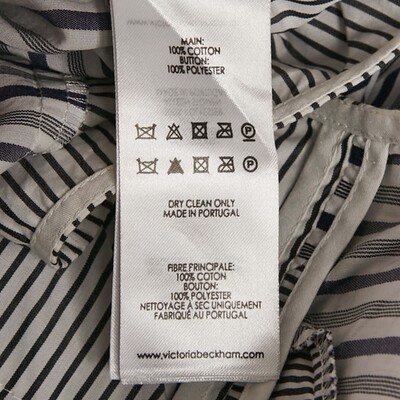 MAIN:
100% COTTON
BUTTON:
100% POLYESTER
P
P
DRY CLEAN ONLY
MADE IN PORTUGAL
FIBRE PRINCIPALE:
100% COTTON
BOUTON:
100% POLYESTER
NETTOYAGE À SEC UNIQUEMENT
FABRIQUÉ AU PORTUGAL
www.victoriabeckham.com